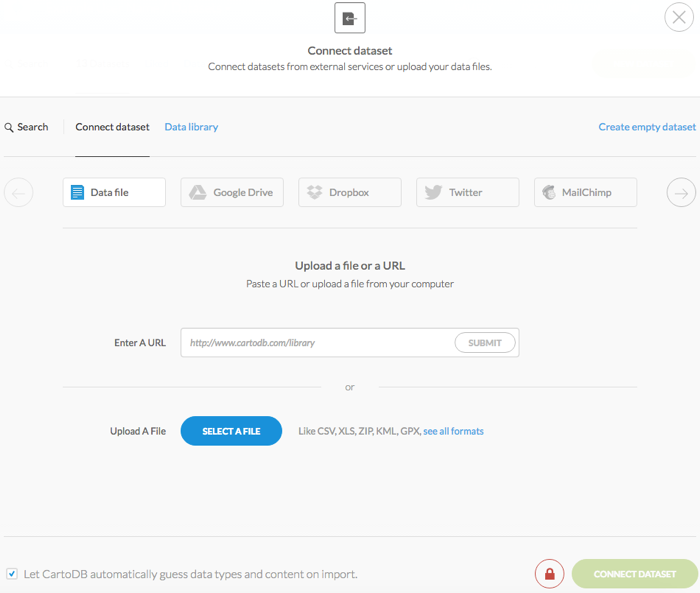 Connect dataset
Connect datasets from external services or upload your data files.
Search
Connect dataset
Data library
Create empty dataset
Data file
Google Drive
Dropbox
Twitter
MailChimp
Upload a file or a URL
Paste a URL or upload a file from your computer
Enter A URL
http://www.cartodb.com/library
SUBMIT
or
Upload A File
SELECT A FILE
Like CSV, XLS, ZIP, KML, GPX, see all formats
Let CartoDB automatically guess data types and content on import.
CONNECT DATASET